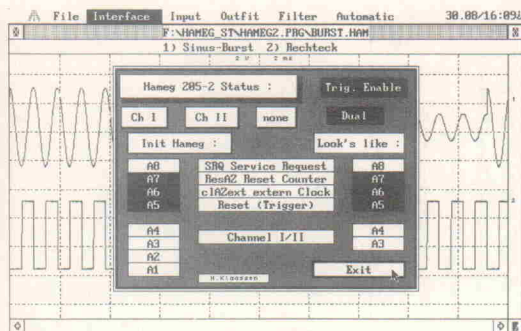 File Interface Input Outfit Filter Automatic 30.08/16:09
F:\HAMEG_ST\HAMEG2.PRG\BURST.HAM
1) Sinus-Burst 2) Rechteck
2 V 2 ms
Hameg 205-2 Status : Trig. Enable
Ch I Ch II none Dual
Init Hameg : Look's like :
A8 SRQ Service Request A8
A7 ResAZ Reset Counter A7
A6 clAZext extern Clock A6
A5 Reset (Trigger) A5
A4 Channel I/II A4
A3 A3
A2
A1 Exit